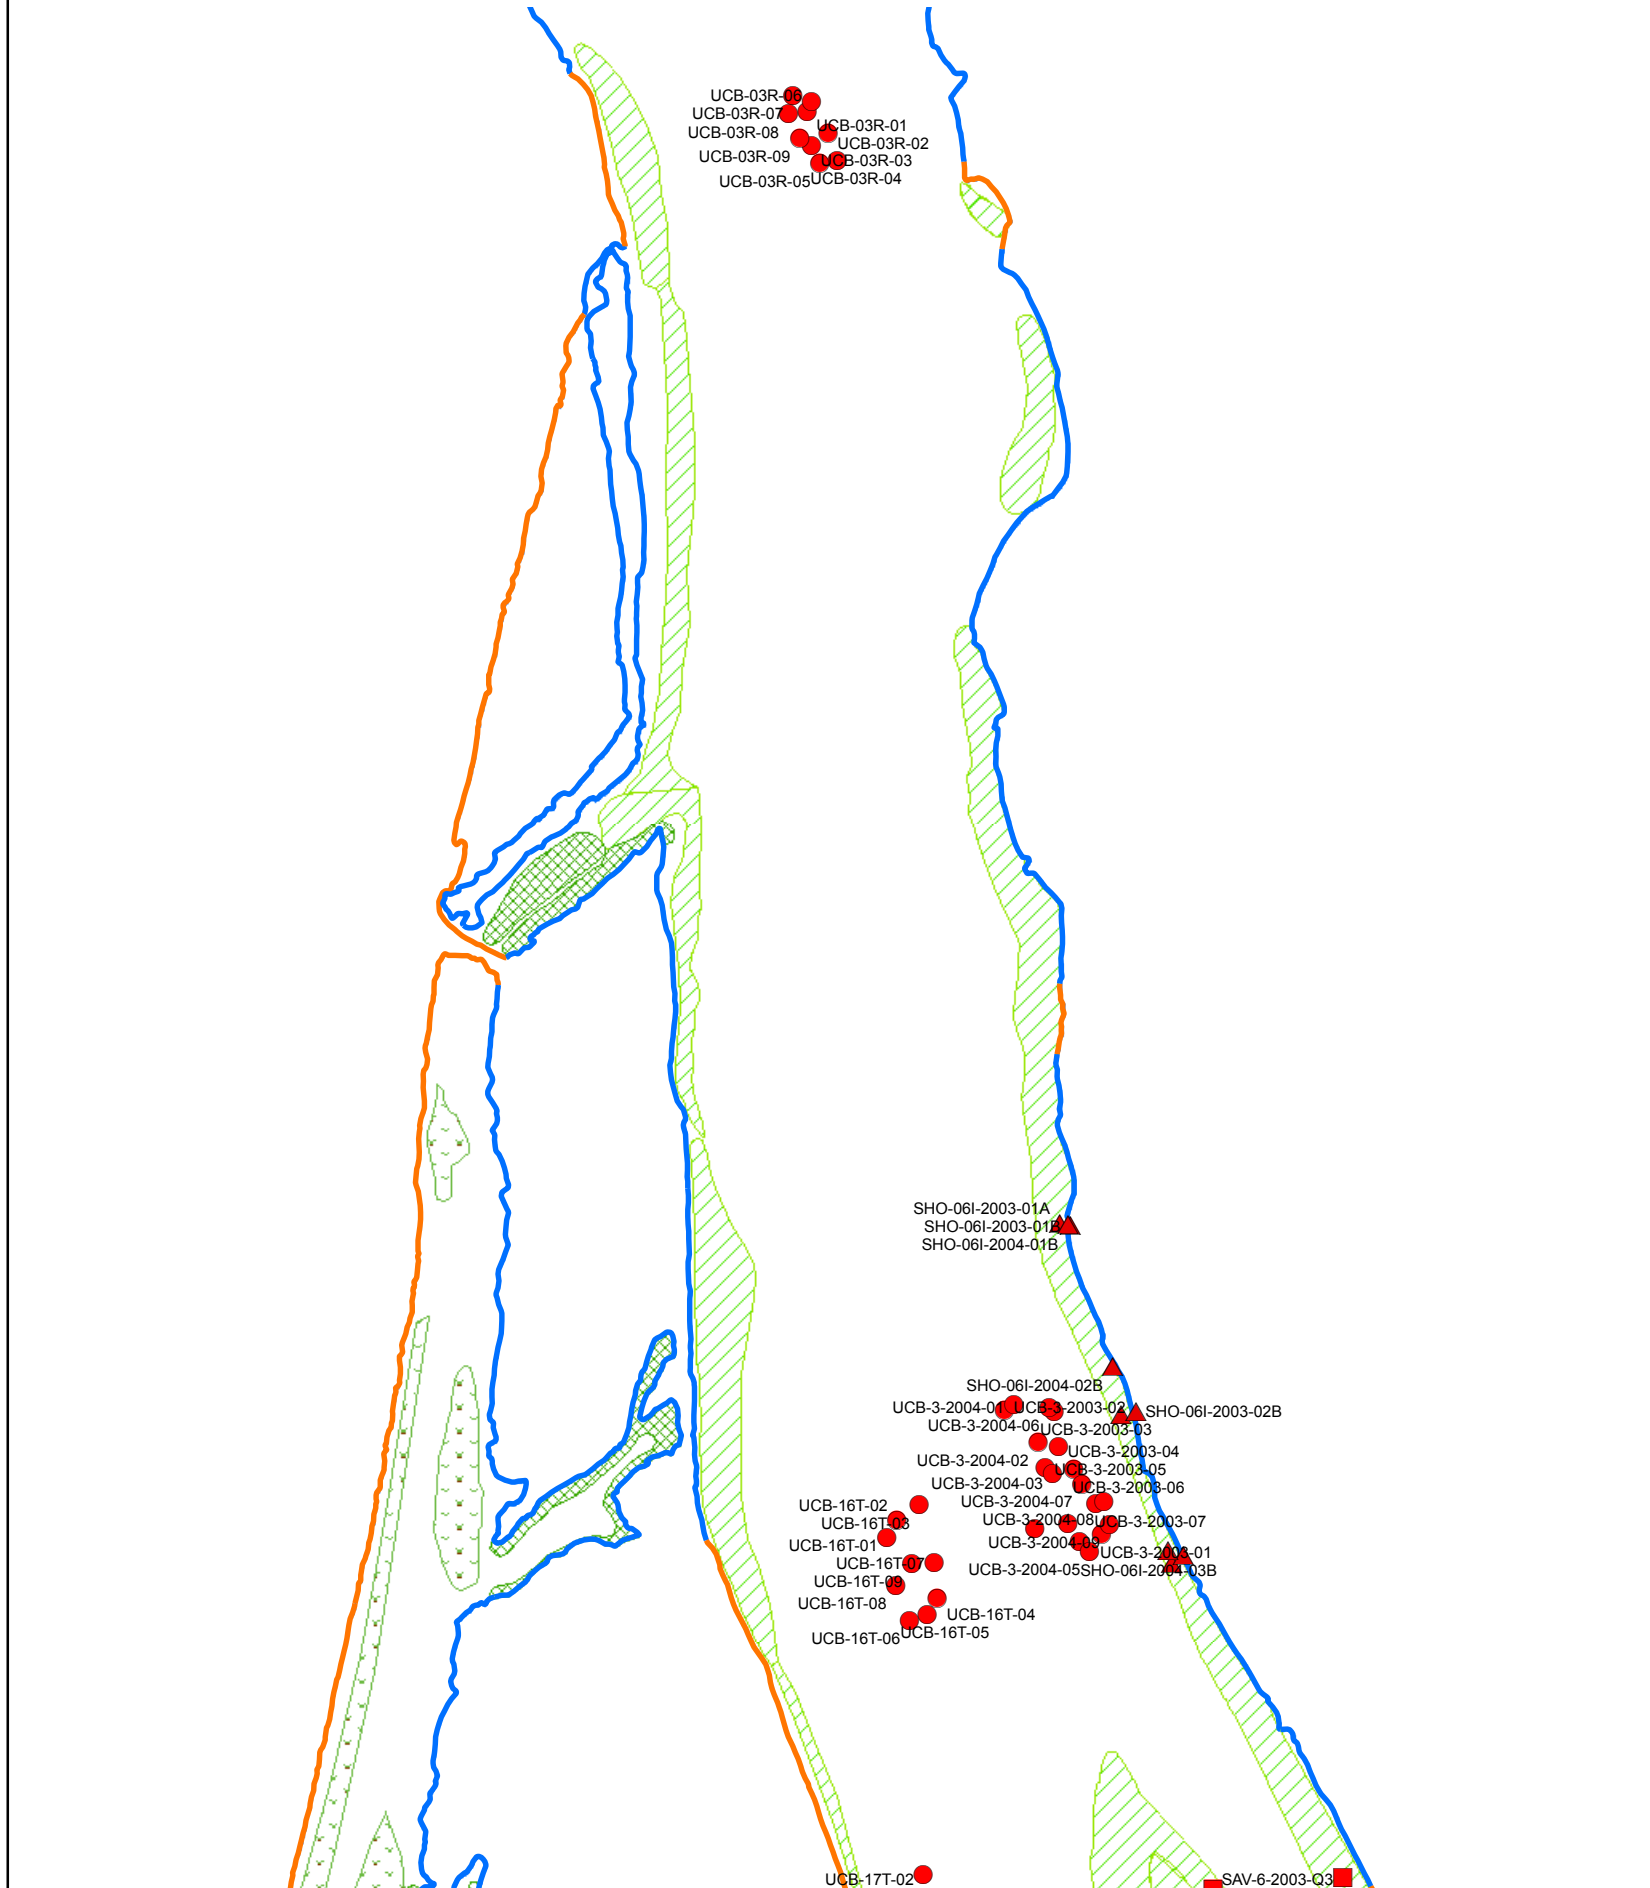 UCB-03R-06
UCB-03R-07
UCB-03R-01
UCB-03R-08
UCB-03R-02
UCB-03R-09
UCB-03R-03
UCB-03R-05
UCB-03R-04
SHO-06I-2003-01A
SHO-06I-2003-01B
SHO-06I-2004-01B
SHO-06I-2004-02B
UCB-3-2004-01
UCB-3-2003-02
SHO-06I-2003-02B
UCB-3-2004-06
UCB-3-2003-03
UCB-3-2003-04
UCB-3-2004-02
UCB-3-2003-05
UCB-3-2004-03
UCB-3-2003-06
UCB-3-2004-07
UCB-16T-02
UCB-3-2004-08
UCB-3-2003-07
UCB-16T-03
UCB-3-2004-09
UCB-16T-01
UCB-3-2003-01
UCB-16T-07
UCB-3-2004-05
SHO-06I-2004-03B
UCB-16T-09
UCB-16T-08
UCB-16T-04
UCB-16T-05
UCB-16T-06
UCB-17T-02
SAV-6-2003-Q3